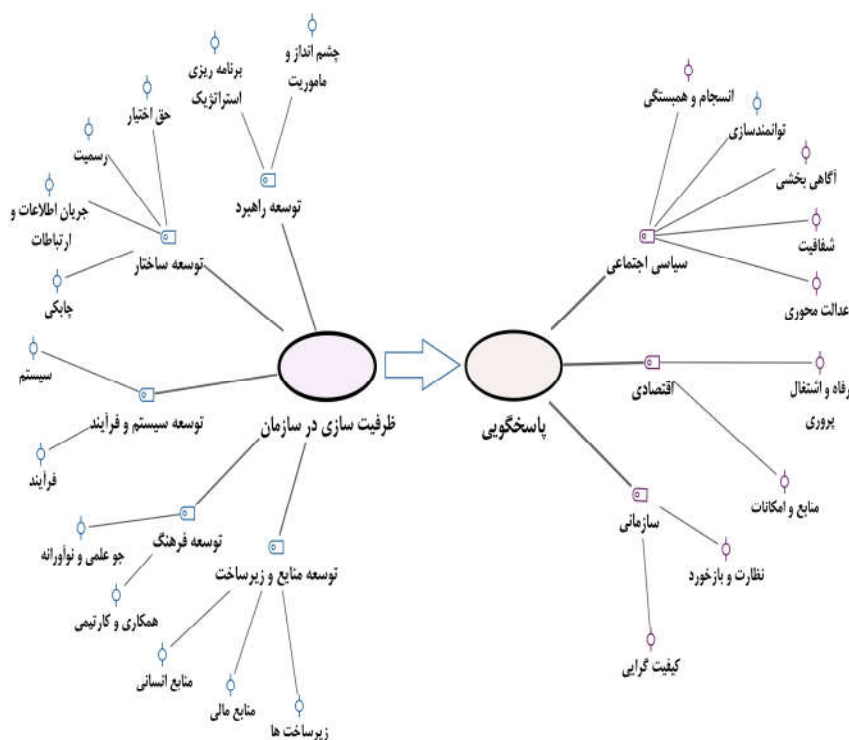 چشم انداز و
ماموریت
برنامه ریزی
استراتژیک
حق اختیار
رسمیت
جریان اطلاعات و
ارتباطات
چابکی
توسعه راهبرد
توسعه ساختار
سیستم
توسعه سیستم و فرآیند
فرآیند
ظرفیت سازی در سازمان
توسعه فرهنگ
جو علمی و نوآورانه
همکاری و کارتیمی
توسعه منابع و زیرساخت
منابع انسانی
منابع مالی
زیرساخت ها
انسجام و همبستگی
توانمندسازی
آگاهی بخشی
شفافیت
عدالت محوری
سیاسی اجتماعی
رفاه و اشتغال
پروری
اقتصادی
منابع و امکانات
پاسخگویی
سازمانی
نظارت و بازخورد
کیفیت گرایی